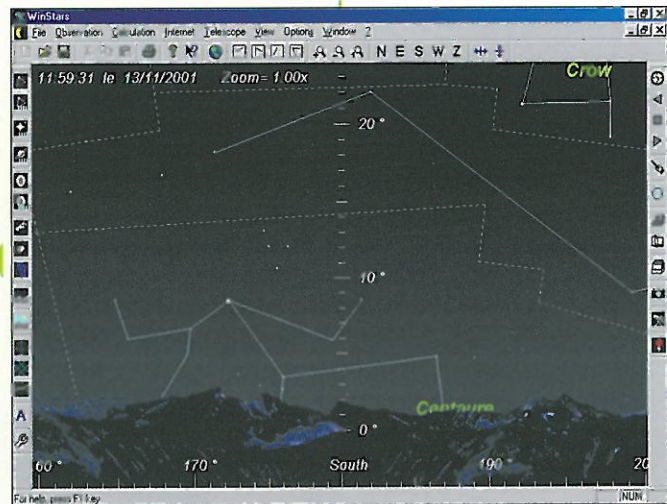 WinStars
File Observation Calculation Internet Telescope View Options Window ?
N E S W Z
11:59:31 le 13/11/2001 Zoom= 1.00x
Crow
20°
10°
Centaure
0°
60° 170° South 190° 20
A
For help, press F1 key
NUM